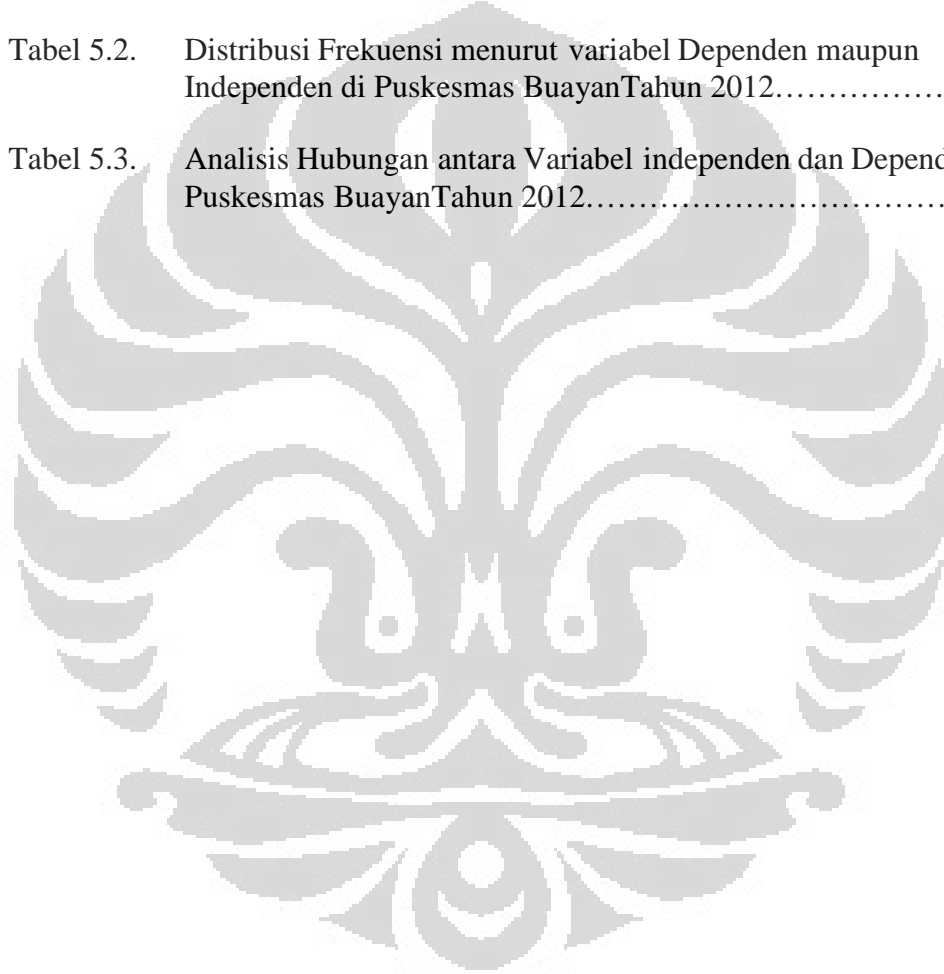 Tabel 5.2. Distribusi Frekuensi menurut variabel Dependen maupun
Independen di Puskesmas BuayanTahun 2012………………
Tabel 5.3. Analisis Hubungan antara Variabel independen dan
Puskesmas BuayanTahun 2012………………………………